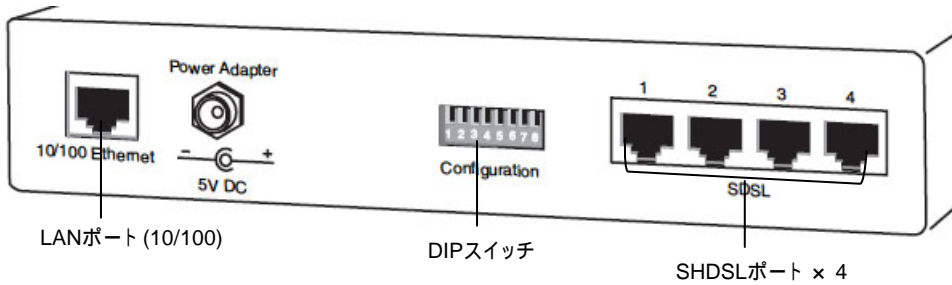 Power Adapter
10/100 Ethernet
− +
5V DC
1 2 3 4 5 6 7 8
Configuration
1 2 3 4
SDSL
LANポート (10/100)
DIPスイッチ
SHDSLポート × 4